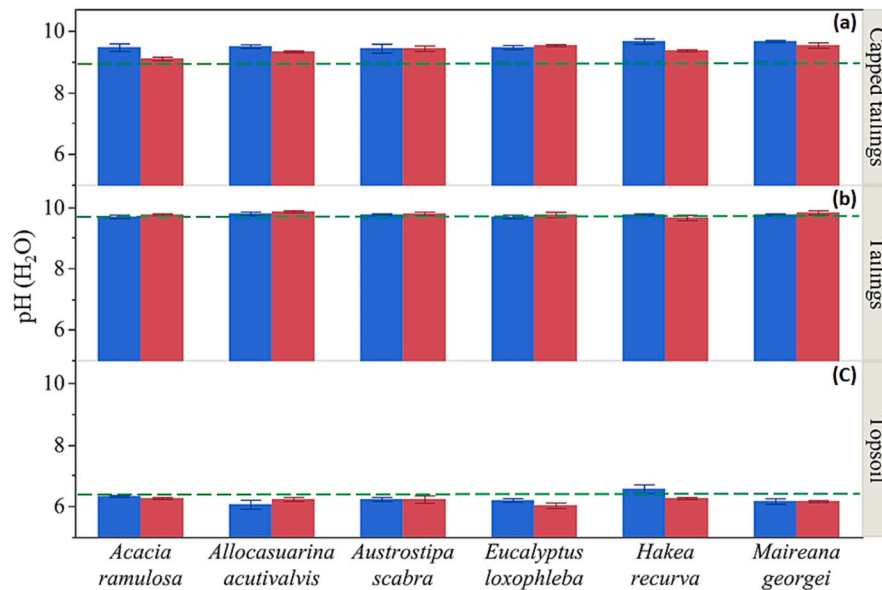 10
8
6
(a)
Capped tailings
10
8
6
(b)
Tailings
pH (H₂O)
10
8
6
(C)
Topsoil
Acacia ramulosa
Allocasuarina acutivalvis
Austrostipa scabra
Eucalyptus loxophleba
Hakea recurva
Maireana georgei